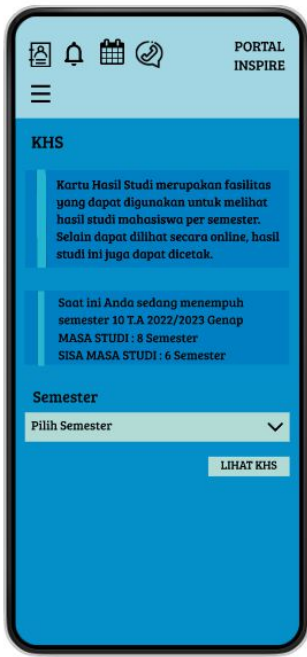 PORTAL
INSPIRE
KHS
Kartu Hasil Studi merupakan fasilitas
yang dapat digunakan untuk melihat
hasil studi mahasiswa per semester.
Selain dapat dilihat secara online, hasil
studi ini juga dapat dicetak.
Saat ini Anda sedang menempuh
semester 10 T.A 2022/2023 Genap
MASA STUDI : 8 Semester
SISA MASA STUDI : 6 Semester
Semester
Pilih Semester
LIHAT KHS